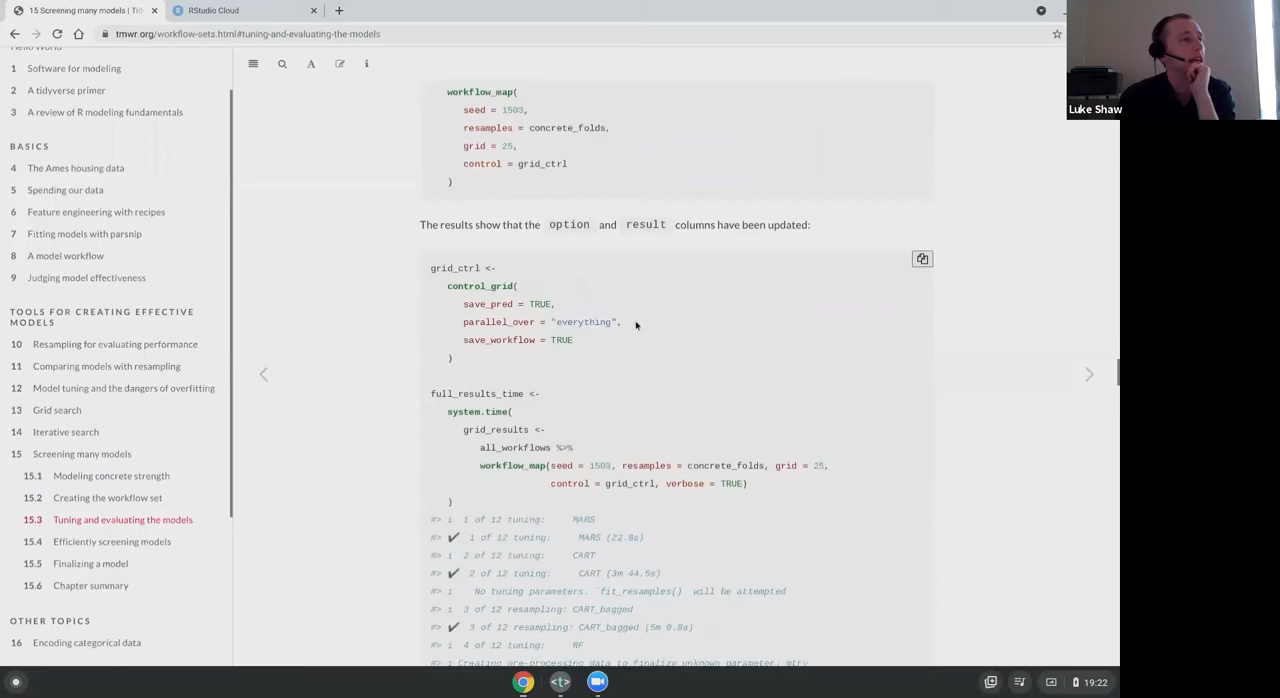 15 Screening many models | Tid
RStudio Cloud
tmwr.org/workflow-sets.html#tuning-and-evaluating-the-models
Luke Shaw
Hello World
1 Software for modeling
2 A tidyverse primer
3 A review of R modeling fundamentals
BASICS
4 The Ames housing data
5 Spending our data
6 Feature engineering with recipes
7 Fitting models with parsnip
8 A model workflow
9 Judging model effectiveness
TOOLS FOR CREATING EFFECTIVE
MODELS
10 Resampling for evaluating performance
11 Comparing models with resampling
12 Model tuning and the dangers of overfitting
13 Grid search
14 Iterative search
15 Screening many models
15.1 Modeling concrete strength
15.2 Creating the workflow set
15.3 Tuning and evaluating the models
15.4 Efficiently screening models
15.5 Finalizing a model
15.6 Chapter summary
OTHER TOPICS
16 Encoding categorical data
workflow_map(
seed = 1503,
resamples = concrete_folds,
grid = 25,
control = grid_ctrl
)
The results show that the option and result columns have been updated:
grid_ctrl <-
control_grid(
save_pred = TRUE,
parallel_over = "everything",
save_workflow = TRUE
)
full_results_time <-
system.time(
grid_results <-
all_workflows %>%
workflow_map(seed = 1503, resamples = concrete_folds, grid = 25,
control = grid_ctrl, verbose = TRUE)
)
#> i 1 of 12 tuning: MARS
#> ✔ 1 of 12 tuning: MARS (22.8s)
#> i 2 of 12 tuning: CART
#> ✔ 2 of 12 tuning: CART (3m 44.5s)
#> i No tuning parameters. `fit_resamples()` will be attempted
#> i 3 of 12 resampling: CART_bagged
#> ✔ 3 of 12 resampling: CART_bagged (5m 0.8s)
#> i 4 of 12 tuning: RF
#> i Creating pre-processing data to finalize unknown parameter: mtry
19:22